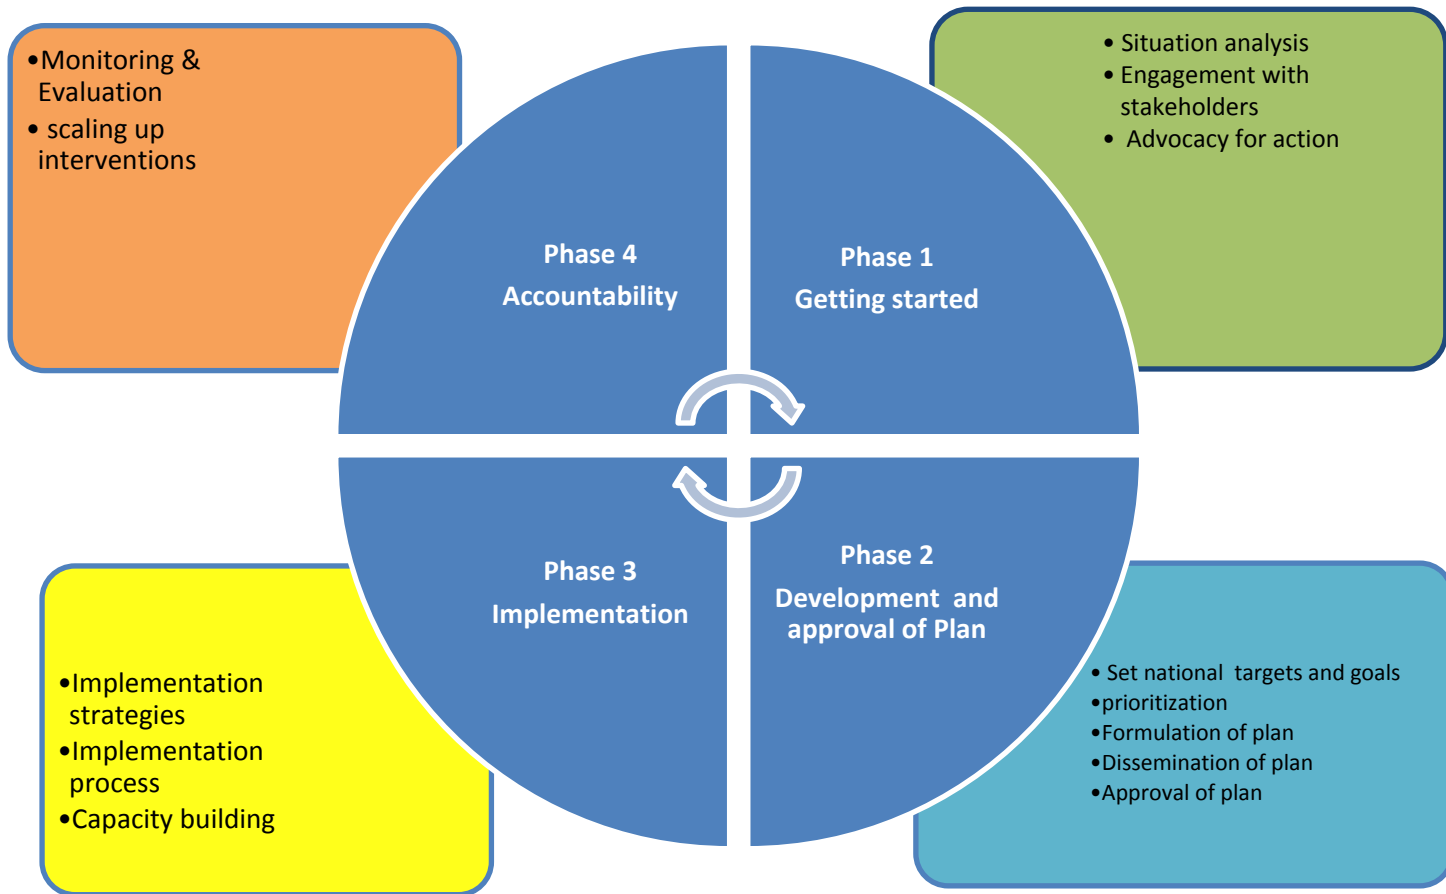 •Monitoring &
Evaluation
• scaling up
interventions
• Situation analysis
• Engagement with
stakeholders
• Advocacy for action
Phase 4
Accountability
Phase 1
Getting started
Phase 3
Implementation
Phase 2
Development and
approval of Plan
•Implementation
strategies
•Implementation
process
•Capacity building
• Set national targets and goals
•prioritization
•Formulation of plan
•Dissemination of plan
•Approval of plan